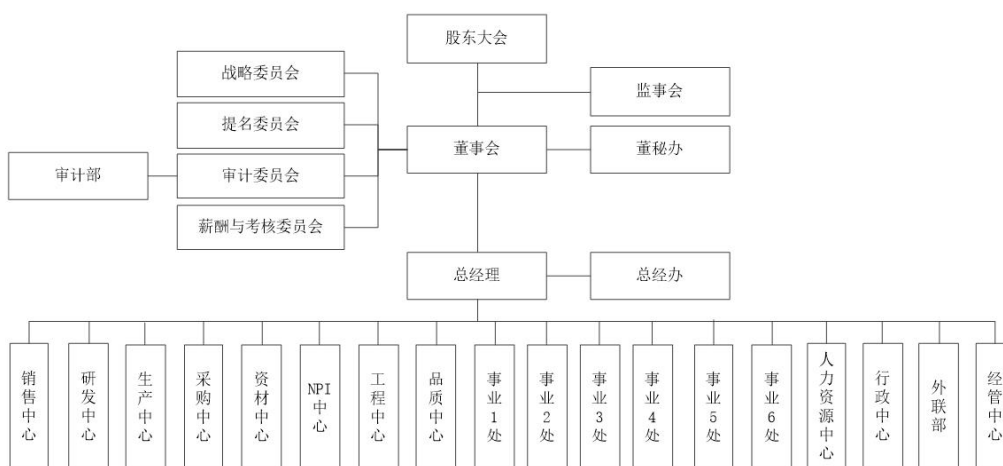 股东大会
战略委员会
监事会
提名委员会
董事会
董秘办
审计部
审计委员会
薪酬与考核委员会
总经理
总经办
销售中心
研发中心
生产中心
采购中心
资材中心
NPI中心
工程中心
品质中心
事业1处
事业2处
事业3处
事业4处
事业5处
事业6处
人力资源中心
行政中心
外联部
经管中心